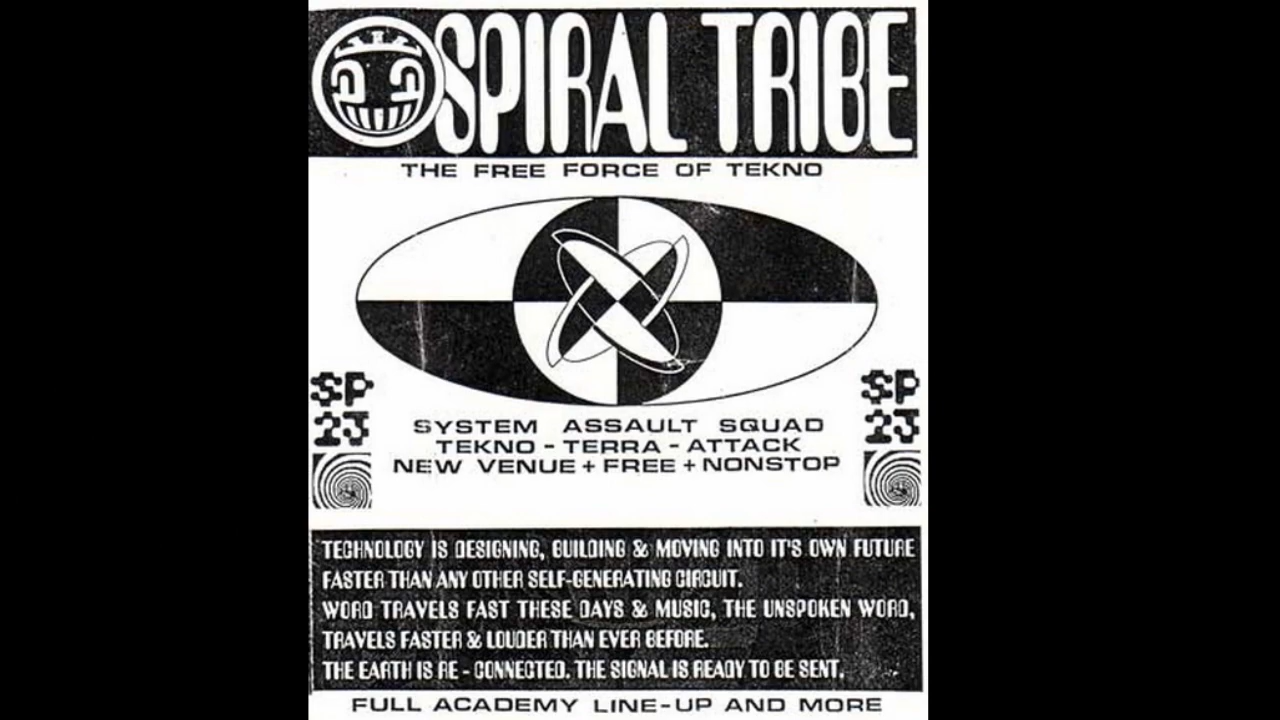 SPIRAL TRIBE
THE FREE FORCE OF TEKNO
SP
23
SP
23
SYSTEM ASSAULT SQUAD
TEKNO - TERRA - ATTACK
NEW VENUE + FREE + NONSTOP
TECHNOLOGY IS DESIGNING, BUILDING & MOVING INTO IT'S OWN FUTURE
FASTER THAN ANY OTHER SELF-GENERATING CIRCUIT.
WORD TRAVELS FAST THESE DAYS & MUSIC, THE UNSPOKEN WORD,
TRAVELS FASTER & LOUDER THAN EVER BEFORE.
THE EARTH IS RE - CONNECTED. THE SIGNAL IS READY TO BE SENT.
FULL ACADEMY LINE-UP AND MORE